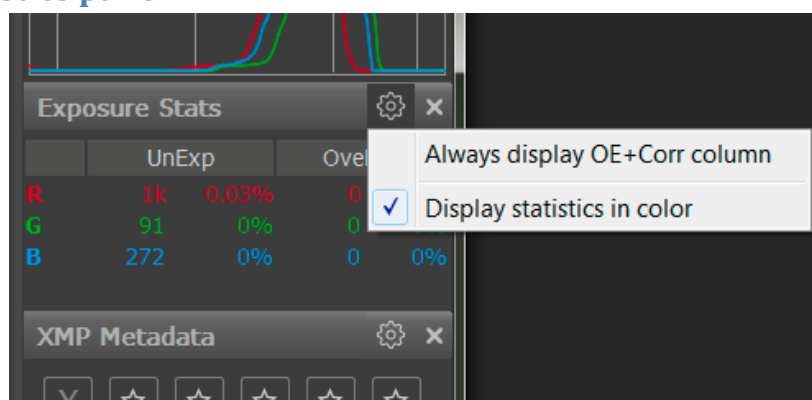 Exposure Stats
Always display OE+Corr column
UnExp
R 1k 0.03% 0
Display statistics in color
G 91 0% 0
B 272 0% 0 0%
XMP Metadata